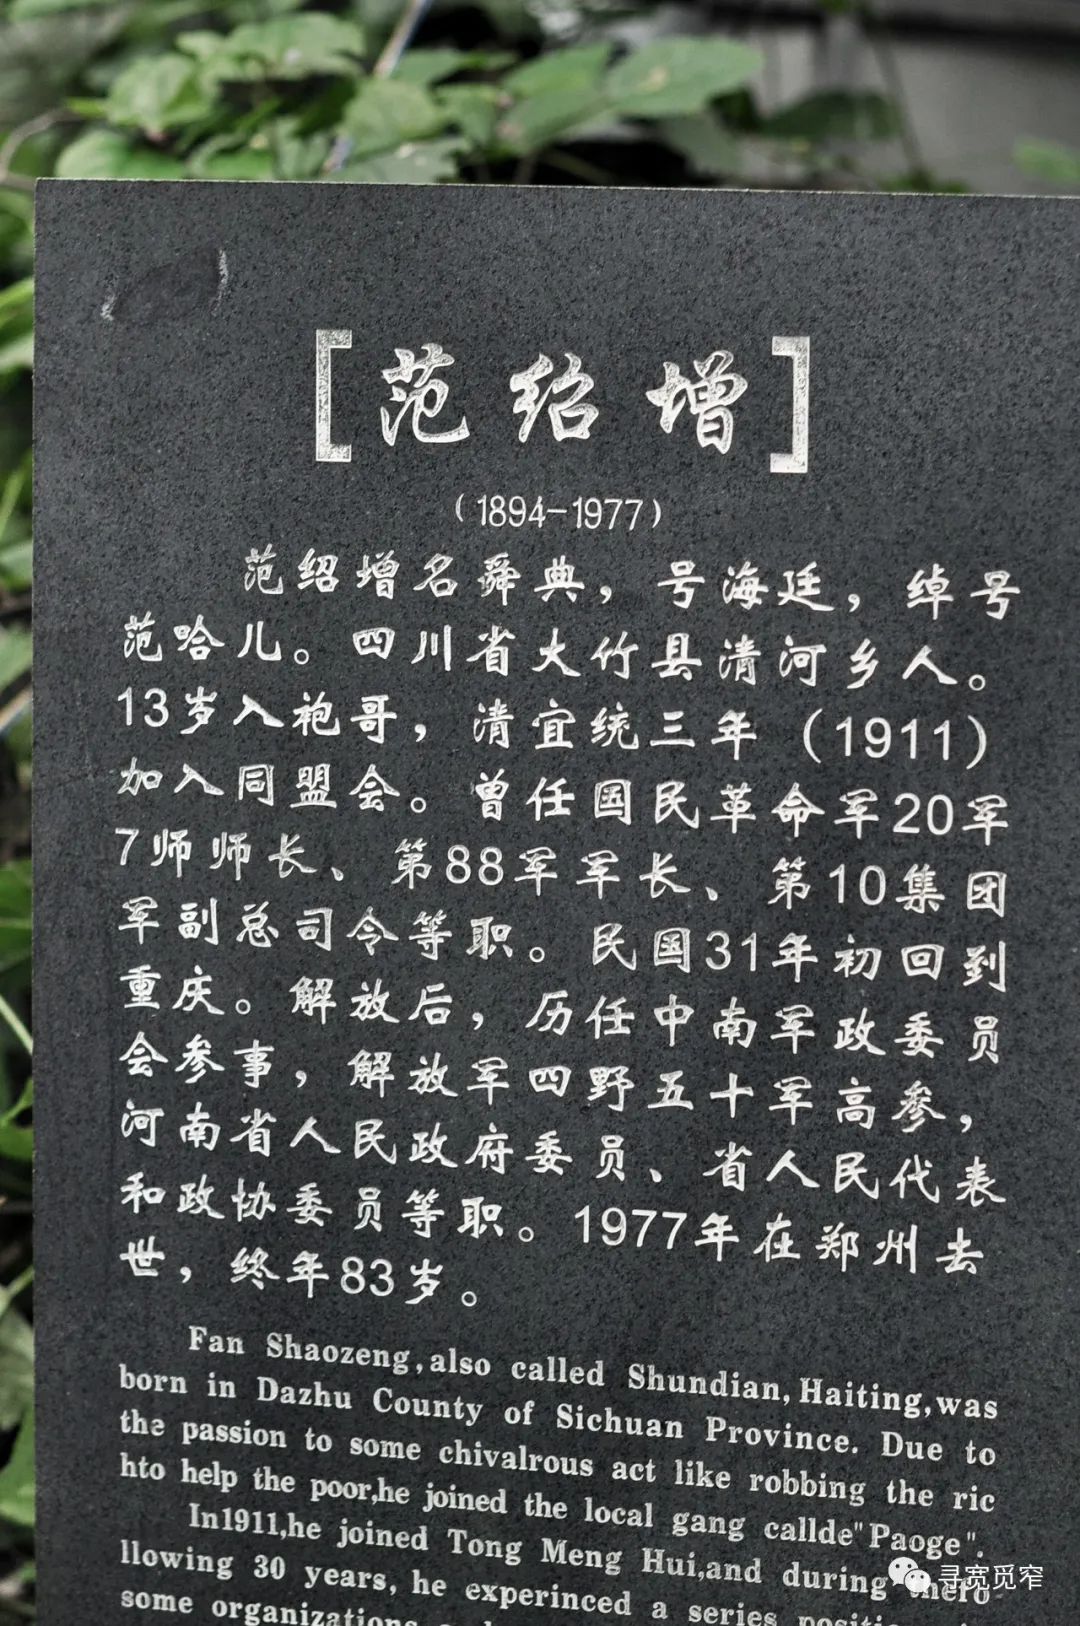 [范绍增]
(1894-1977)
范绍增名舜典，号海廷，绰号
范哈儿。四川省大竹县清河乡人。
13岁入袍哥，清宜统三年（1911）
加入同盟会。曾任国民革命军20军
7师师长、第88军军长、第10集团
军副总司令等职。民国31年初回到
重庆。解放后，历任中南军政委员
会参事，解放军四野五十军高参，
河南省人民政府委员、省人民代表
和政协委员等职。1977年在郑州去
世，终年83岁。
Fan Shaozeng,also called Shundian,Haiting,was
born in Dazhu County of Sichuan Province. Due to
the passion to some chivalrous act like robbing the ric
hto help the poor,he joined the local gang callde"Paoge".
In1911,he joined Tong Meng Hui,and during thefo
llowing 30 years, he experinced a series
some organizations
寻宽觅窄